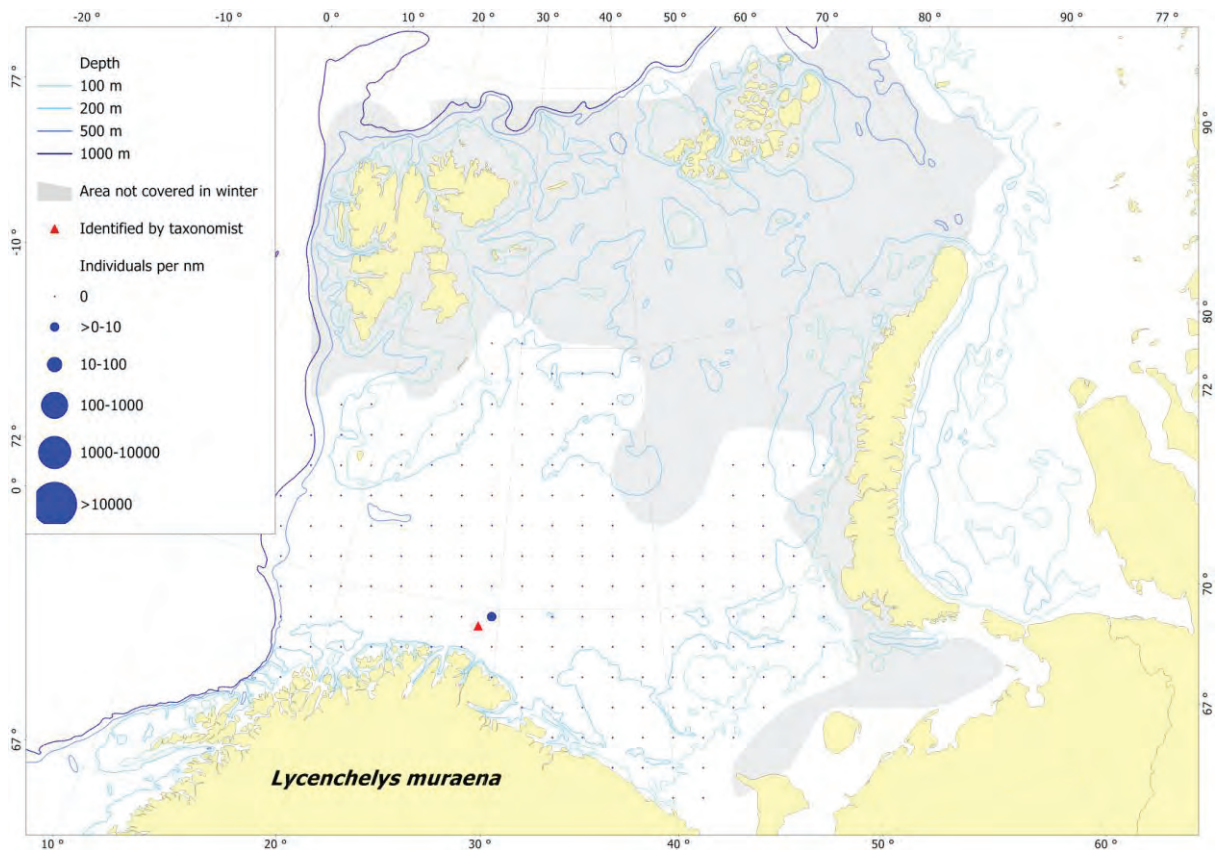 -20 ° -10 ° 0 ° 10 ° 20 ° 30 ° 40 ° 50 ° 60 ° 70 ° 80 ° 90 ° 77 °
Depth
100 m
200 m
500 m
1000 m
Area not covered in winter
Identified by taxonomist
Individuals per nm
0
>0-10
10-100
100-1000
1000-10000
>10000
77 °
-10 °
72 °
0 °
67 °
90 °
80 °
72 °
70 °
67 °
Lycenchelys muraena
10 ° 20 ° 30 ° 40 ° 50 ° 60 °